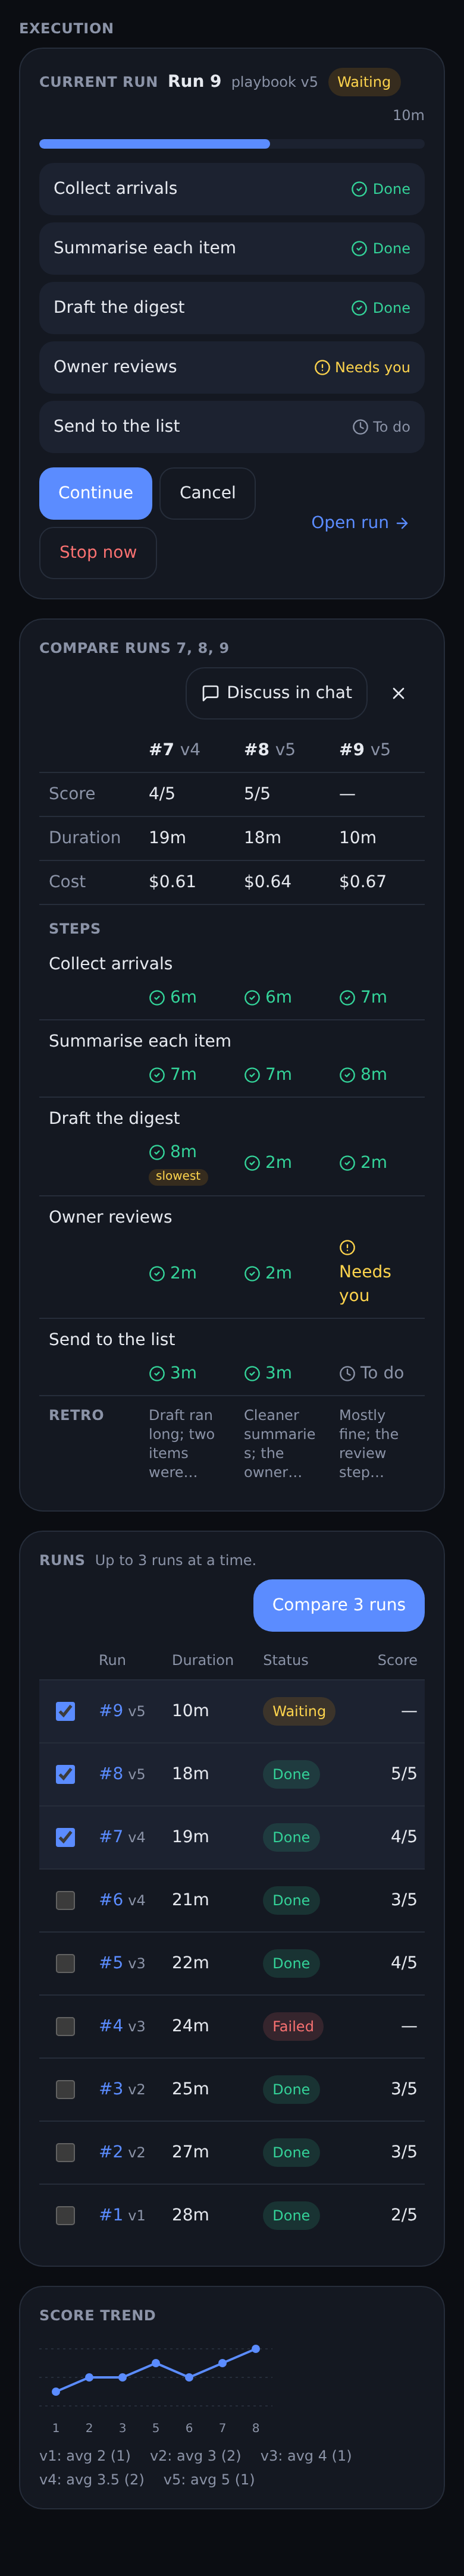 EXECUTION
CURRENT RUN Run 9 playbook v5 Waiting
10m
Collect arrivals Done
Summarise each item Done
Draft the digest Done
Owner reviews Needs you
Send to the list To do
Continue Cancel
Open run →
Stop now
COMPARE RUNS 7, 8, 9
Discuss in chat
#7 v4 #8 v5 #9 v5
Score 4/5 5/5 —
Duration 19m 18m 10m
Cost $0.61 $0.64 $0.67
STEPS
Collect arrivals
6m 6m 7m
Summarise each item
7m 7m 8m
Draft the digest
8m 2m 2m
slowest
Owner reviews
2m 2m Needs you
Send to the list
3m 3m To do
RETRO Draft ran Cleaner Mostly
long; two summarie fine; the
items s; the review
were… owner… step…
RUNS Up to 3 runs at a time.
Compare 3 runs
Run Duration Status Score
#9 v5 10m Waiting —
#8 v5 18m Done 5/5
#7 v4 19m Done 4/5
#6 v4 21m Done 3/5
#5 v3 22m Done 4/5
#4 v3 24m Failed —
#3 v2 25m Done 3/5
#2 v2 27m Done 3/5
#1 v1 28m Done 2/5
SCORE TREND
1 2 3 5 6 7 8
v1: avg 2 (1) v2: avg 3 (2) v3: avg 4 (1)
v4: avg 3.5 (2) v5: avg 5 (1)